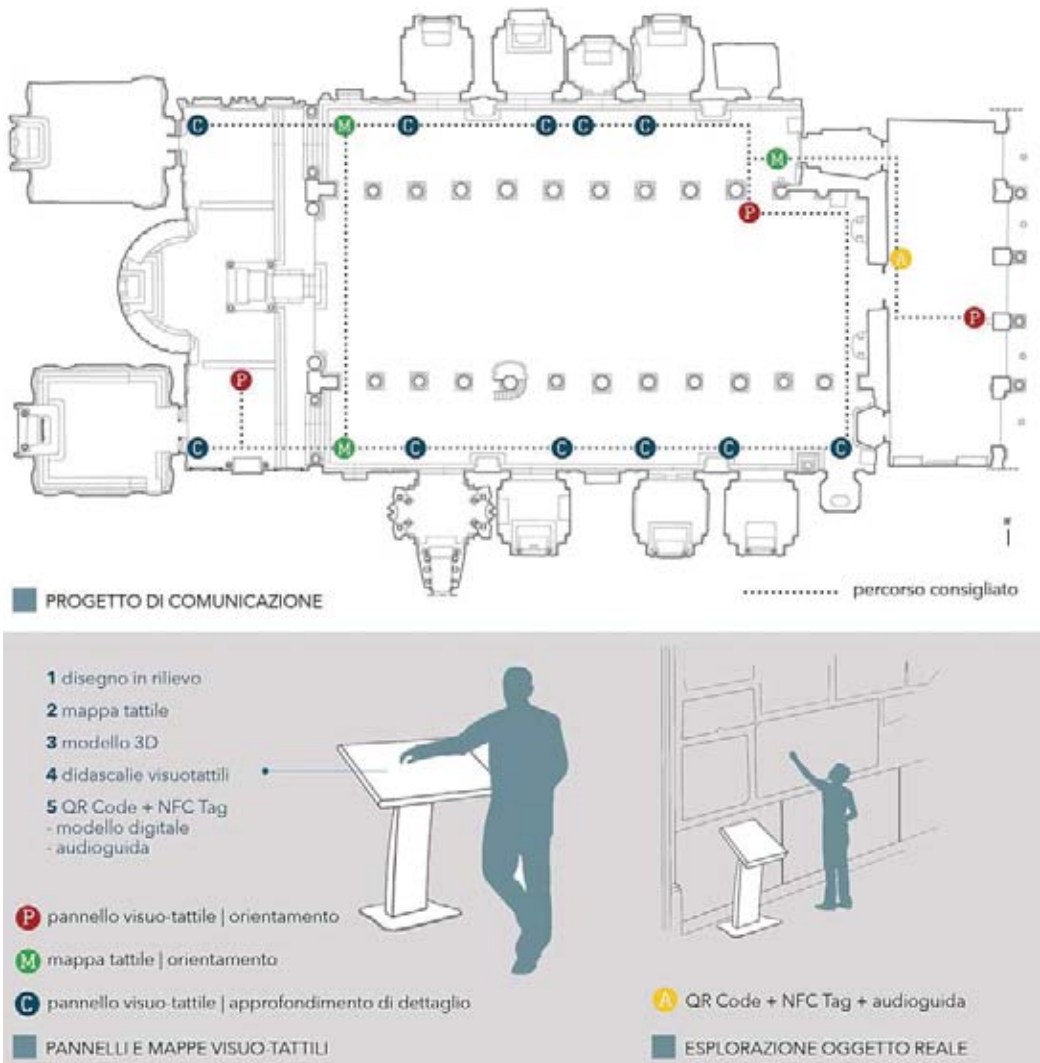 C M C C C C
M
P
A
P
P
C M C C C C C
PROGETTO DI COMUNICAZIONE
percorso consigliato
1 disegno in rilievo
2 mappa tattile
3 modello 3D
4 didascalie visuotattili
5 QR Code + NFC Tag
- modello digitale
- audioguida
P pannello visuo-tattile | orientamento
M mappa tattile | orientamento
C pannello visuo-tattile | approfondimento di dettaglio
A QR Code + NFC Tag + audioguida
PANNELLI E MAPPE VISUO-TATTILI
ESPLORAZIONE OGGETTO REALE